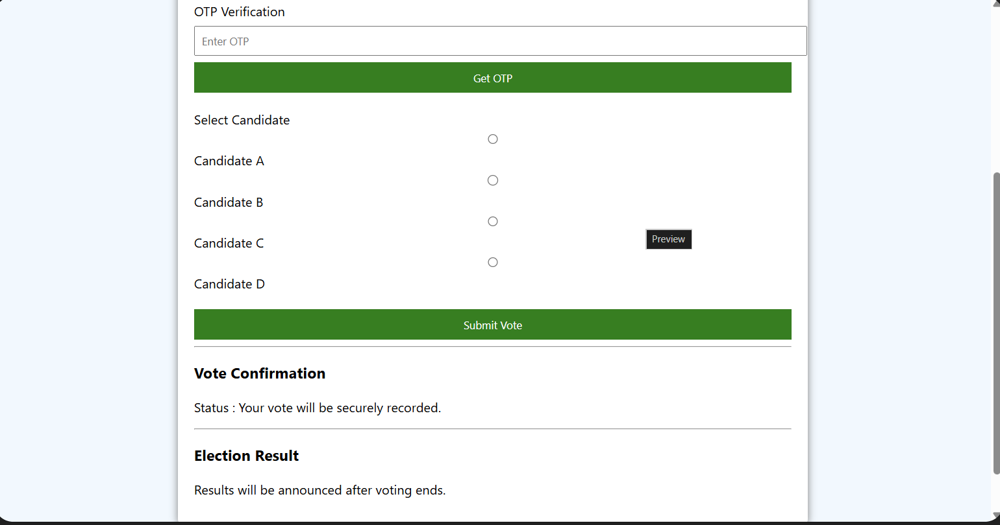 OTP Verification
Enter OTP
Get OTP
Select Candidate
Candidate A
Candidate B
Candidate C
Preview
Candidate D
Submit Vote
Vote Confirmation
Status : Your vote will be securely recorded.
Election Result
Results will be announced after voting ends.